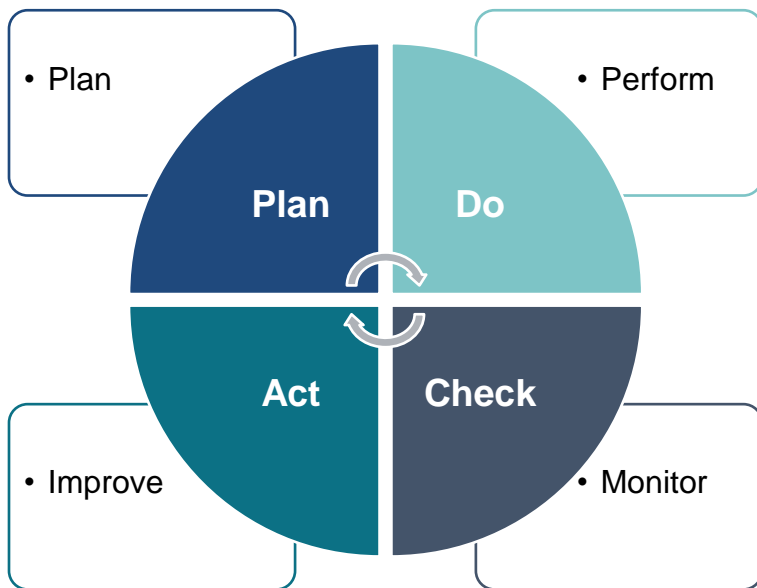 • Plan
• Perform
Plan
Do
Act
Check
• Improve
• Monitor